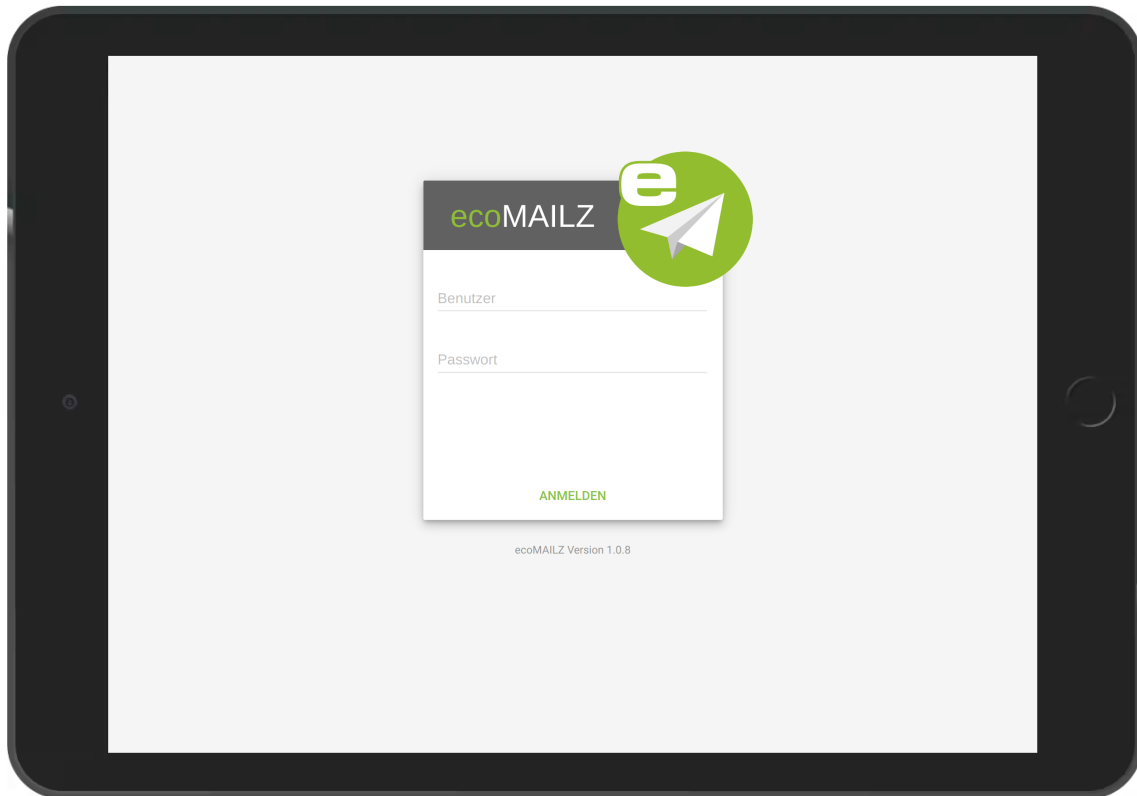 ecoMAILZ
e
Benutzer
Passwort
ANMELDEN
ecoMAILZ Version 1.0.8